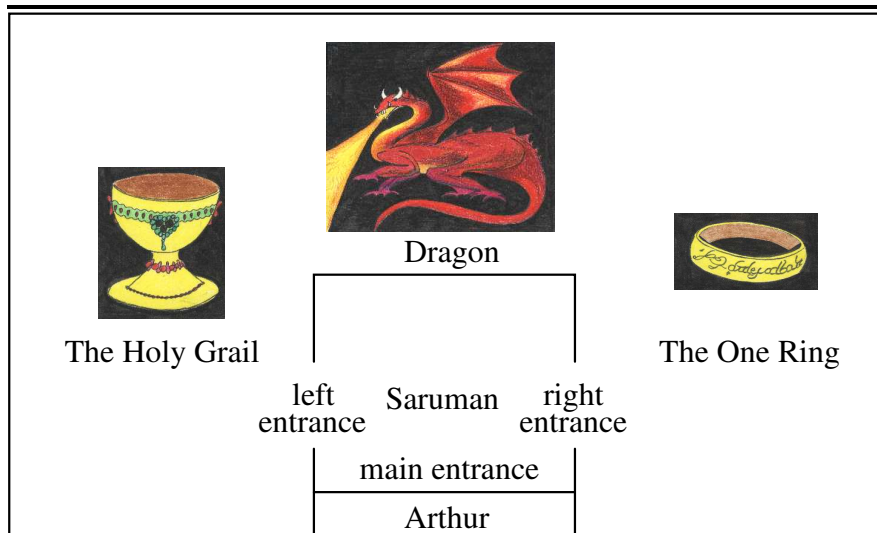 Dragon
The Holy Grail
The One Ring
left entrance
Saruman
right entrance
main entrance
Arthur